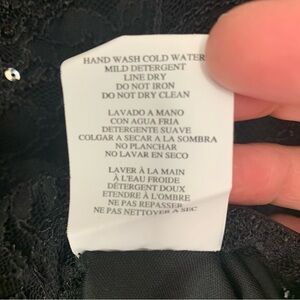 HAND WASH COLD WATER
MILD DETERGENT
LINE DRY
DO NOT IRON
DO NOT DRY CLEAN
LAVADO A MANO
CON AGUA FRIA
DETERGENTE SUAVE
COLGAR A SECAR A LA SOMBRA
NO PLANCHAR
NO LAVAR EN SECO
LAVER À LA MAIN
À L'EAU FROIDE
DÉTERGENT DOUX
ETENDRE À L'OMBRE
NE PAS REPASSER
NE PAS NETTOYER A SEC